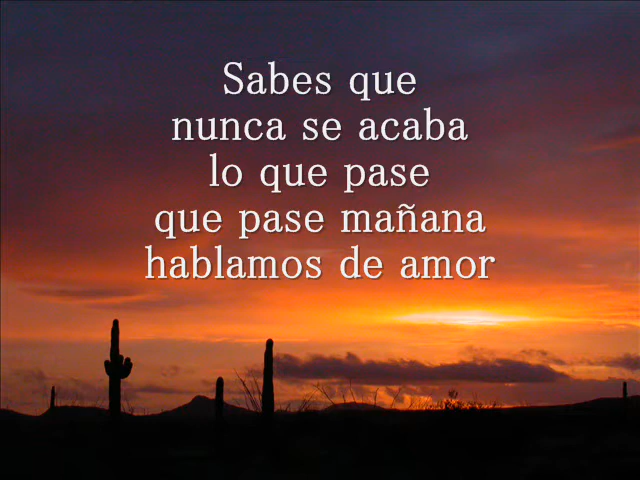 Sabes que
nunca se acaba
lo que pase
que pase mañana
hablamos de amor